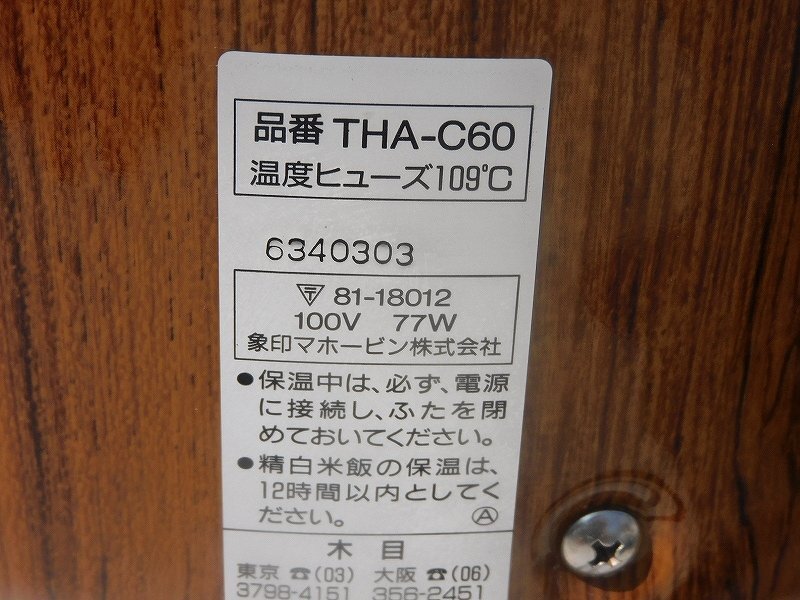 品番 THA-C60
温度ヒューズ109℃
6340303
〒 81-18012
100V 77W
象印マホービン株式会社
●保温中は、必ず、電源
に接続し、ふたを閉
めておいてください。
●精白米飯の保温は、
12時間以内としてく
ださい。 Ⓐ
木目
東京 ☎(03) 大阪 ☎(06)
3798-4151 356-2451